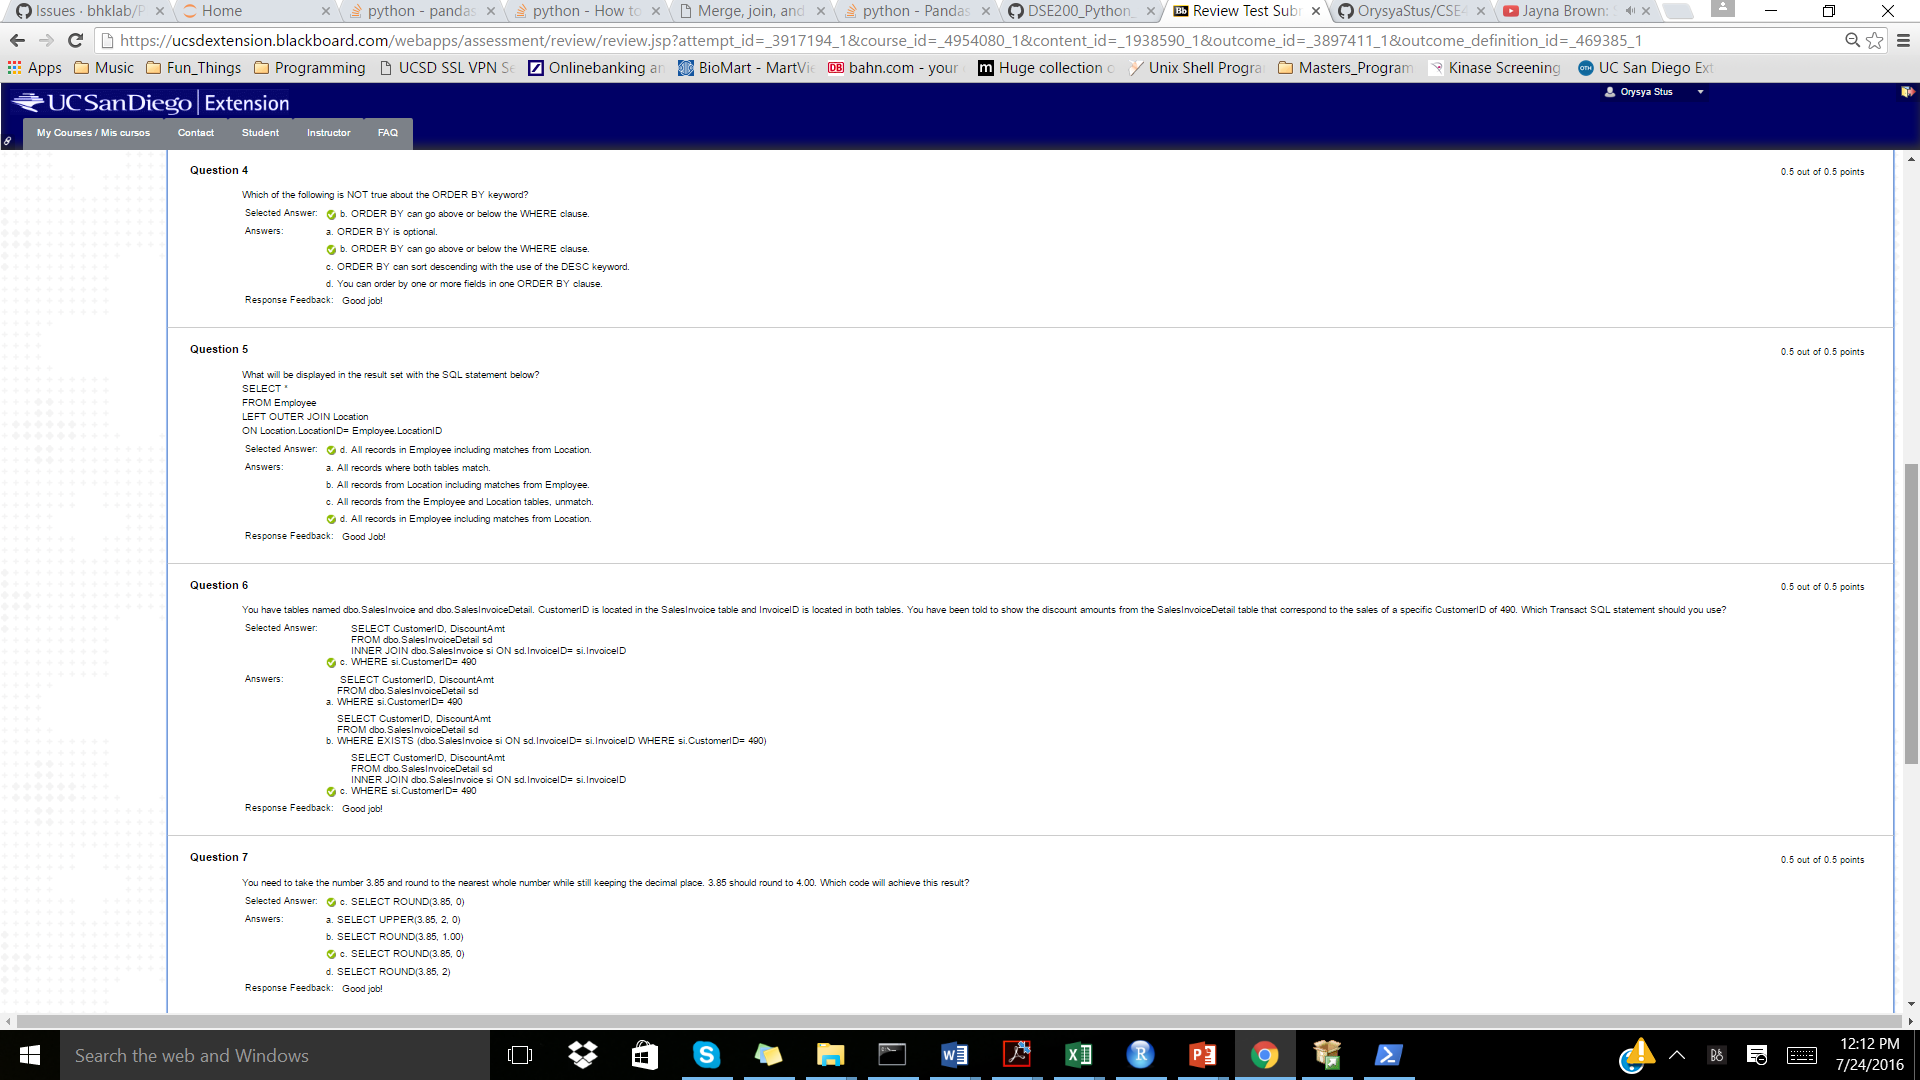 Issues · bhklab/P
Home
python - pandas
python - How to
Merge, join, and
python - Pandas
DSE200_Python_
Bb Review Test Sub
OrysyaStus/CSE
Jayna Brown:
https://ucsdextension.blackboard.com/webapps/assessment/review/review.jsp?attempt_id=_3917194_1&course_id=_4954080_1&content_id=_1938590_1&outcome_id=_3897411_1&outcome_definition_id=_469385_1
Apps Music Fun_Things Programming UCSD SSL VPN Se Onlinebanking an BioMart - MartVie DB bahn.com - your m Huge collection o Unix Shell Progra Masters_Program Kinase Screening UC San Diego Ext
UC San Diego Extension
Orysya Stus
My Courses / Mis cursos Contact Student Instructor FAQ
Question 4
0.5 out of 0.5 points
Which of the following is NOT true about the ORDER BY keyword?
Selected Answer: b. ORDER BY can go above or below the WHERE clause.
Answers: a. ORDER BY is optional.
b. ORDER BY can go above or below the WHERE clause.
c. ORDER BY can sort descending with the use of the DESC keyword.
d. You can order by one or more fields in one ORDER BY clause.
Response Feedback: Good job!
Question 5
0.5 out of 0.5 points
What will be displayed in the result set with the SQL statement below?
SELECT *
FROM Employee
LEFT OUTER JOIN Location
ON Location.LocationID= Employee.LocationID
Selected Answer: d. All records in Employee including matches from Location.
Answers: a. All records where both tables match.
b. All records from Location including matches from Employee.
c. All records from the Employee and Location tables, unmatch.
d. All records in Employee including matches from Location.
Response Feedback: Good Job!
Question 6
0.5 out of 0.5 points
You have tables named dbo.SalesInvoice and dbo.SalesInvoiceDetail. CustomerID is located in the SalesInvoice table and InvoiceID is located in both tables. You have been told to show the discount amounts from the SalesInvoiceDetail table that correspond to the sales of a specific CustomerID of 490. Which Transact SQL statement should you use?
Selected Answer: SELECT CustomerID, DiscountAmt
FROM dbo.SalesInvoiceDetail sd
INNER JOIN dbo.SalesInvoice si ON sd.InvoiceID= si.InvoiceID
c. WHERE si.CustomerID= 490
Answers: SELECT CustomerID, DiscountAmt
FROM dbo.SalesInvoiceDetail sd
a. WHERE si.CustomerID= 490
SELECT CustomerID, DiscountAmt
FROM dbo.SalesInvoiceDetail sd
b. WHERE EXISTS (dbo.SalesInvoice si ON sd.InvoiceID= si.InvoiceID WHERE si.CustomerID= 490)
SELECT CustomerID, DiscountAmt
FROM dbo.SalesInvoiceDetail sd
INNER JOIN dbo.SalesInvoice si ON sd.InvoiceID= si.InvoiceID
c. WHERE si.CustomerID= 490
Response Feedback: Good job!
Question 7
0.5 out of 0.5 points
You need to take the number 3.85 and round to the nearest whole number while still keeping the decimal place. 3.85 should round to 4.00. Which code will achieve this result?
Selected Answer: c. SELECT ROUND(3.85, 0)
Answers: a. SELECT UPPER(3.85, 2, 0)
b. SELECT ROUND(3.85, 1.00)
c. SELECT ROUND(3.85, 0)
d. SELECT ROUND(3.85, 2)
Response Feedback: Good job!
Search the web and Windows
12:12 PM
7/24/2016